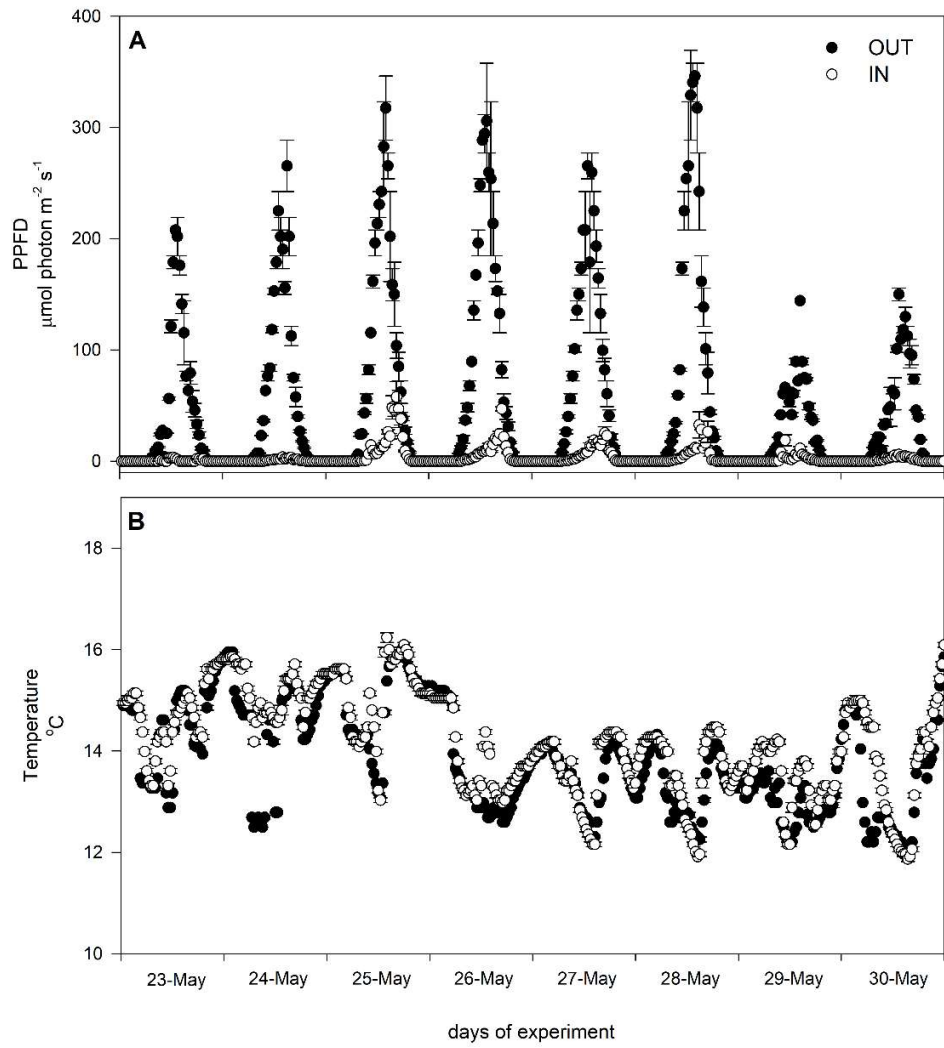 400
A
OUT
IN
300
PPFD
µmol photon m⁻² s⁻¹
200
100
0
B
18
16
Temperature
°C
14
12
10
23-May 24-May 25-May 26-May 27-May 28-May 29-May 30-May
days of experiment